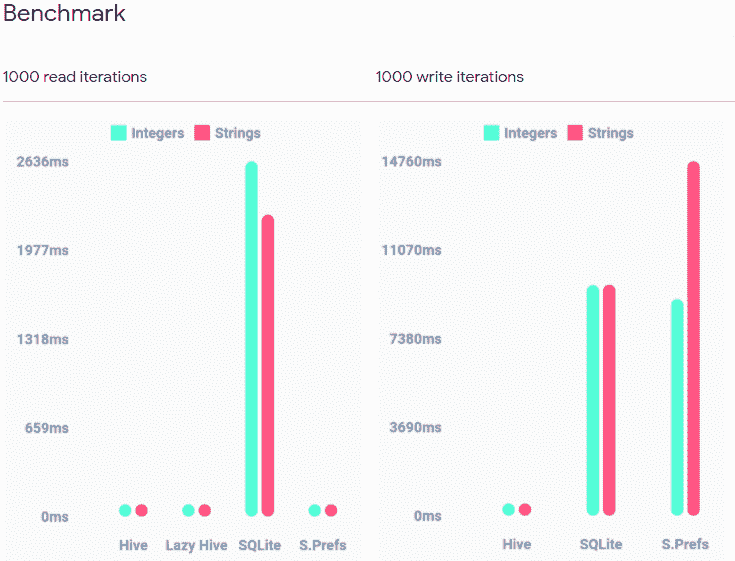 Benchmark
1000 read iterations
1000 write iterations
Integers Strings
2636ms
1977ms
1318ms
659ms
0ms
Hive Lazy Hive SQLite S.Prefs
Integers Strings
14760ms
11070ms
7380ms
3690ms
0ms
Hive SQLite S.Prefs